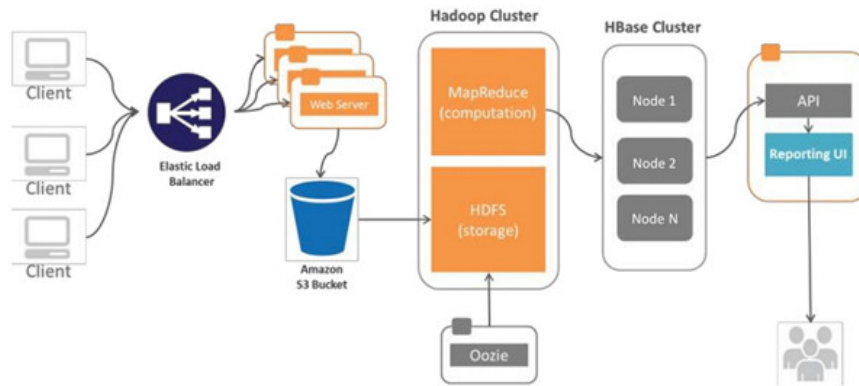 Client
Client
Client
Elastic Load
Balancer
Web Server
Amazon
S3 Bucket
Hadoop Cluster
MapReduce
(computation)
HDFS
(storage)
Oozie
HBase Cluster
Node 1
Node 2
Node N
API
Reporting UI